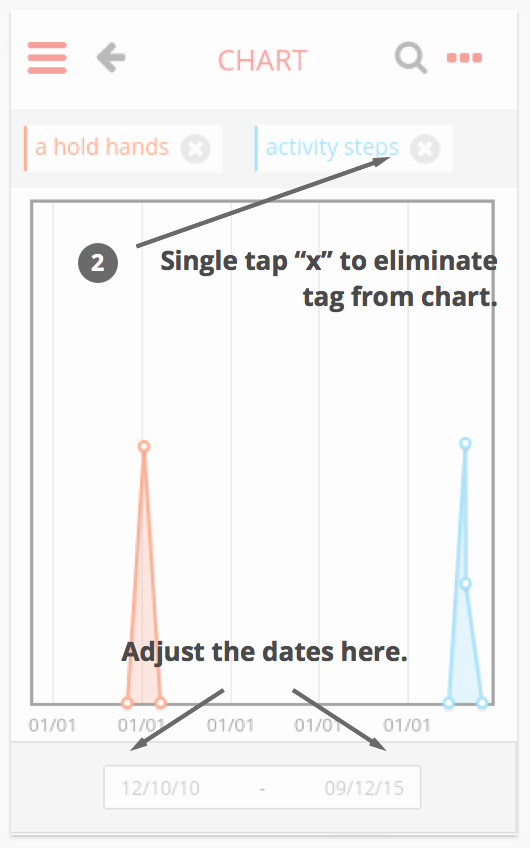 CHART
a hold hands
activity steps
2
Single tap “x” to eliminate
tag from chart.
Adjust the dates here.
01/01 01/01 01/01 01/01 01/01
12/10/10 - 09/12/15